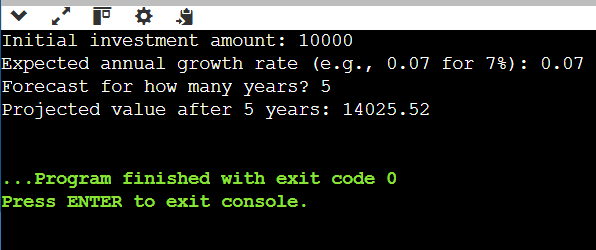 Initial investment amount: 10000
Expected annual growth rate (e.g., 0.07 for 7%): 0.07
Forecast for how many years? 5
Projected value after 5 years: 14025.52
...Program finished with exit code 0
Press ENTER to exit console.